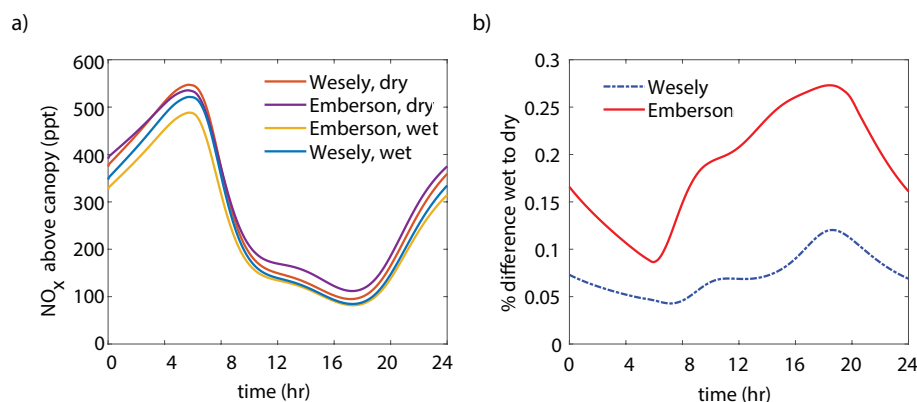 a)
NOx above canopy (ppt)
600
500
400
300
200
100
0
0 4 8 12 16 20 24
time (hr)
Wesely, dry
Emberson, dry
Emberson, wet
Wesely, wet
b)
% difference wet to dry
0.3
0.25
0.2
0.15
0.1
0.05
0
0 4 8 12 16 20 24
time (hr)
Wesely
Emberson